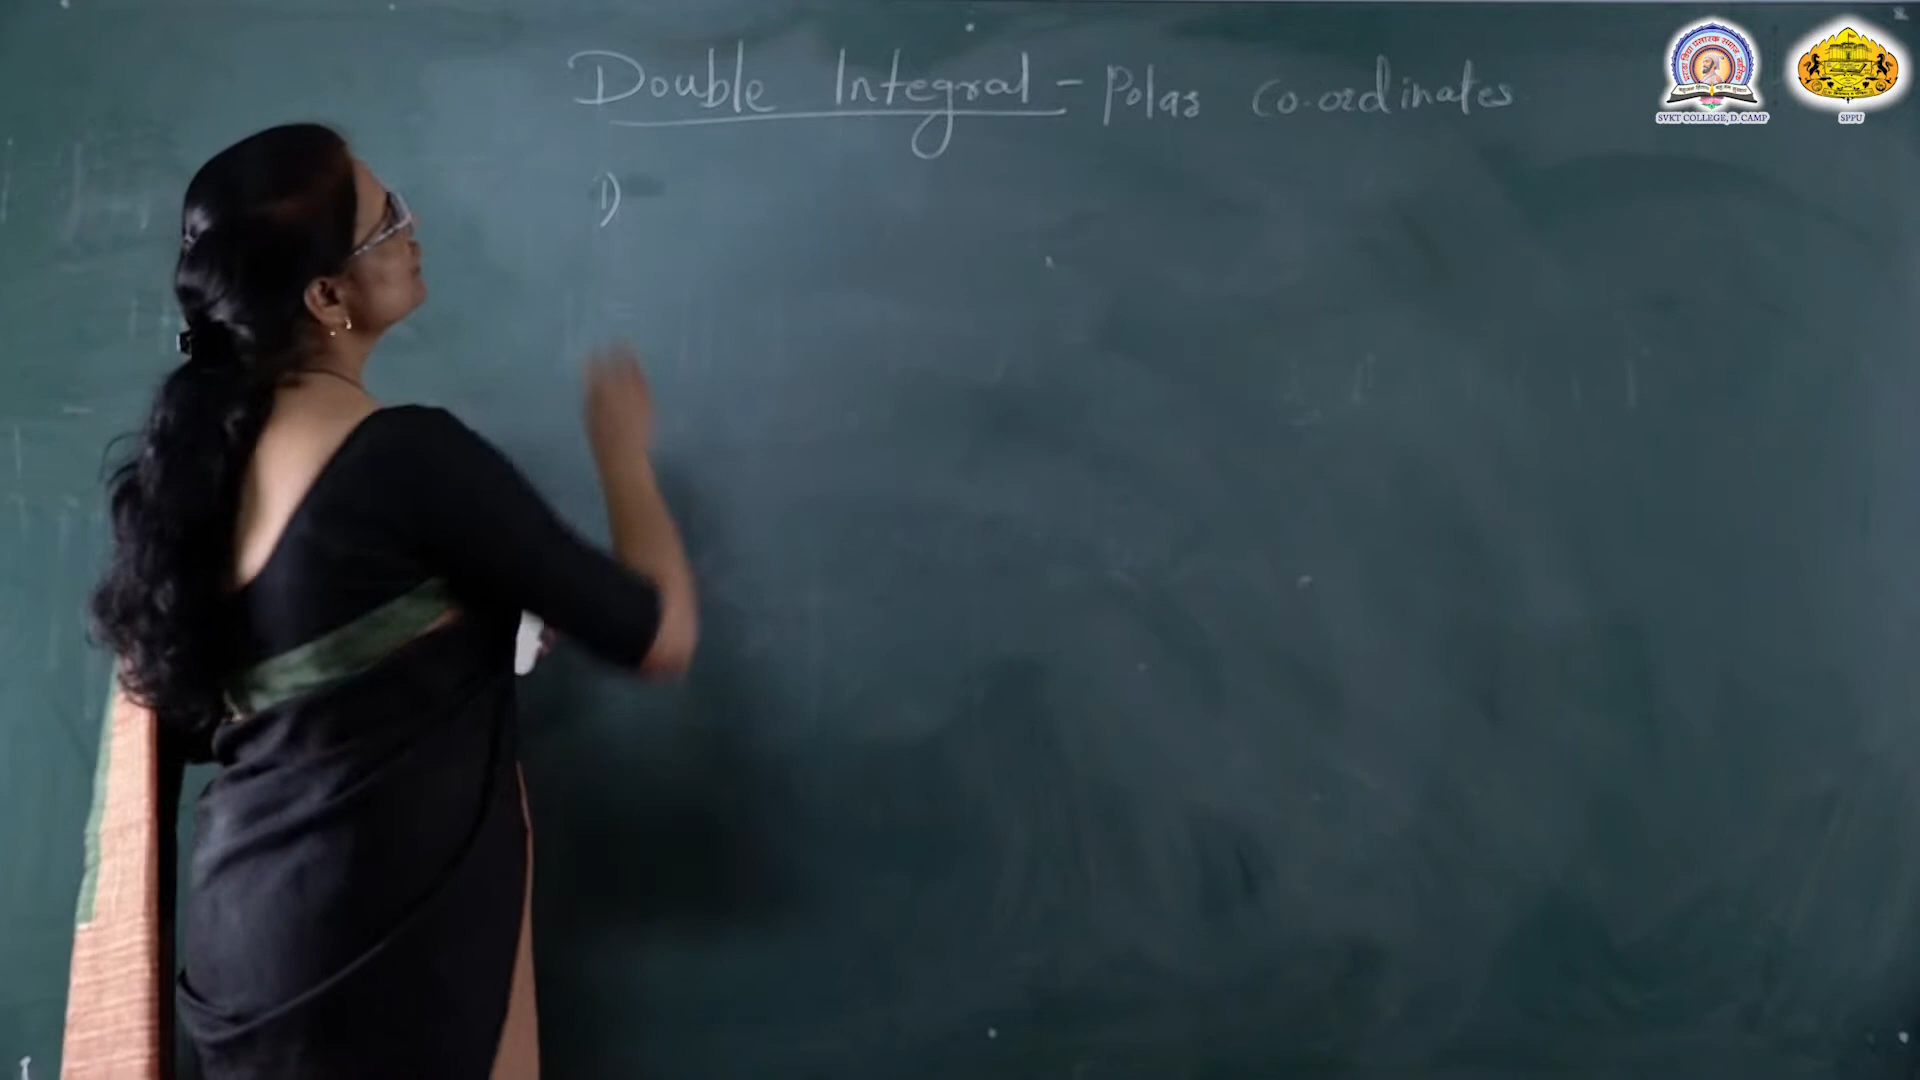 Double Integral - Polar co-ordinates
1)
SVKT COLLEGE, D. CAMP
SPPU